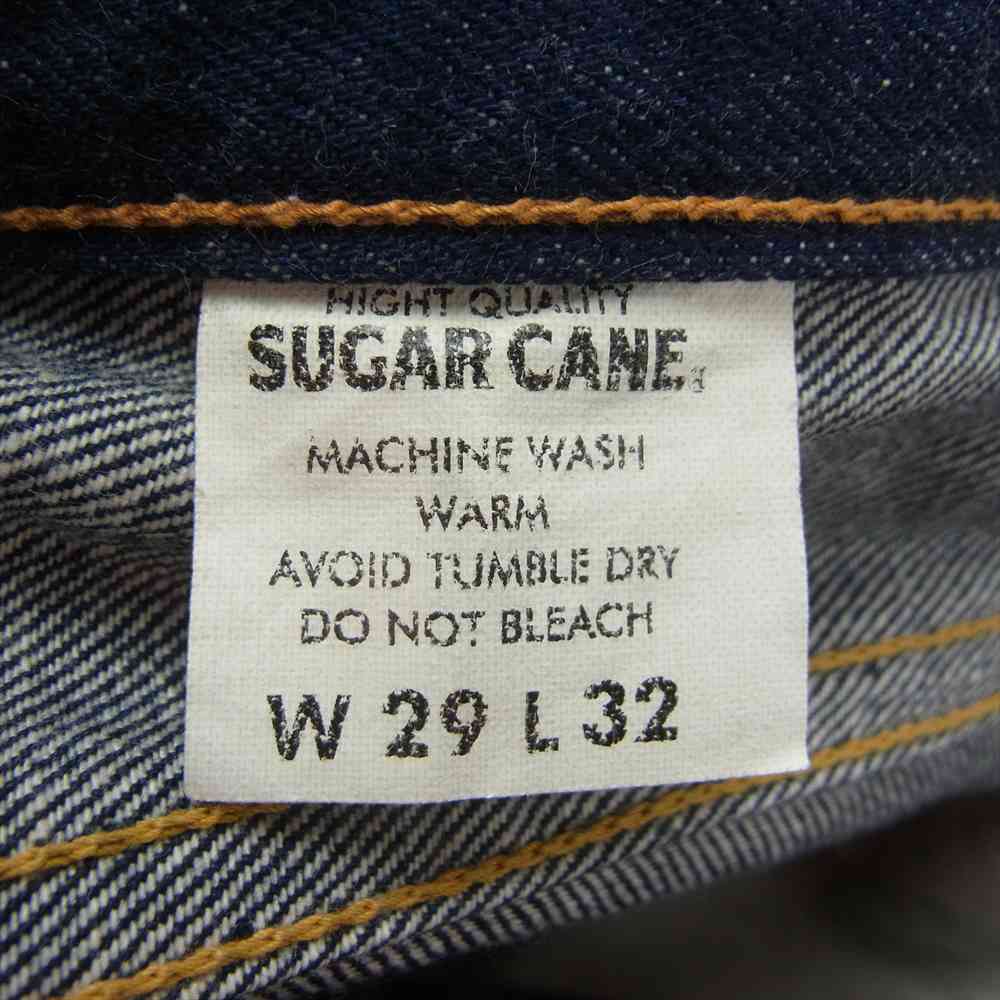 HIGHT QUALITY
SUGAR CANE
MACHINE WASH
WARM
AVOID TUMBLE DRY
DO NOT BLEACH
W 29 L 32